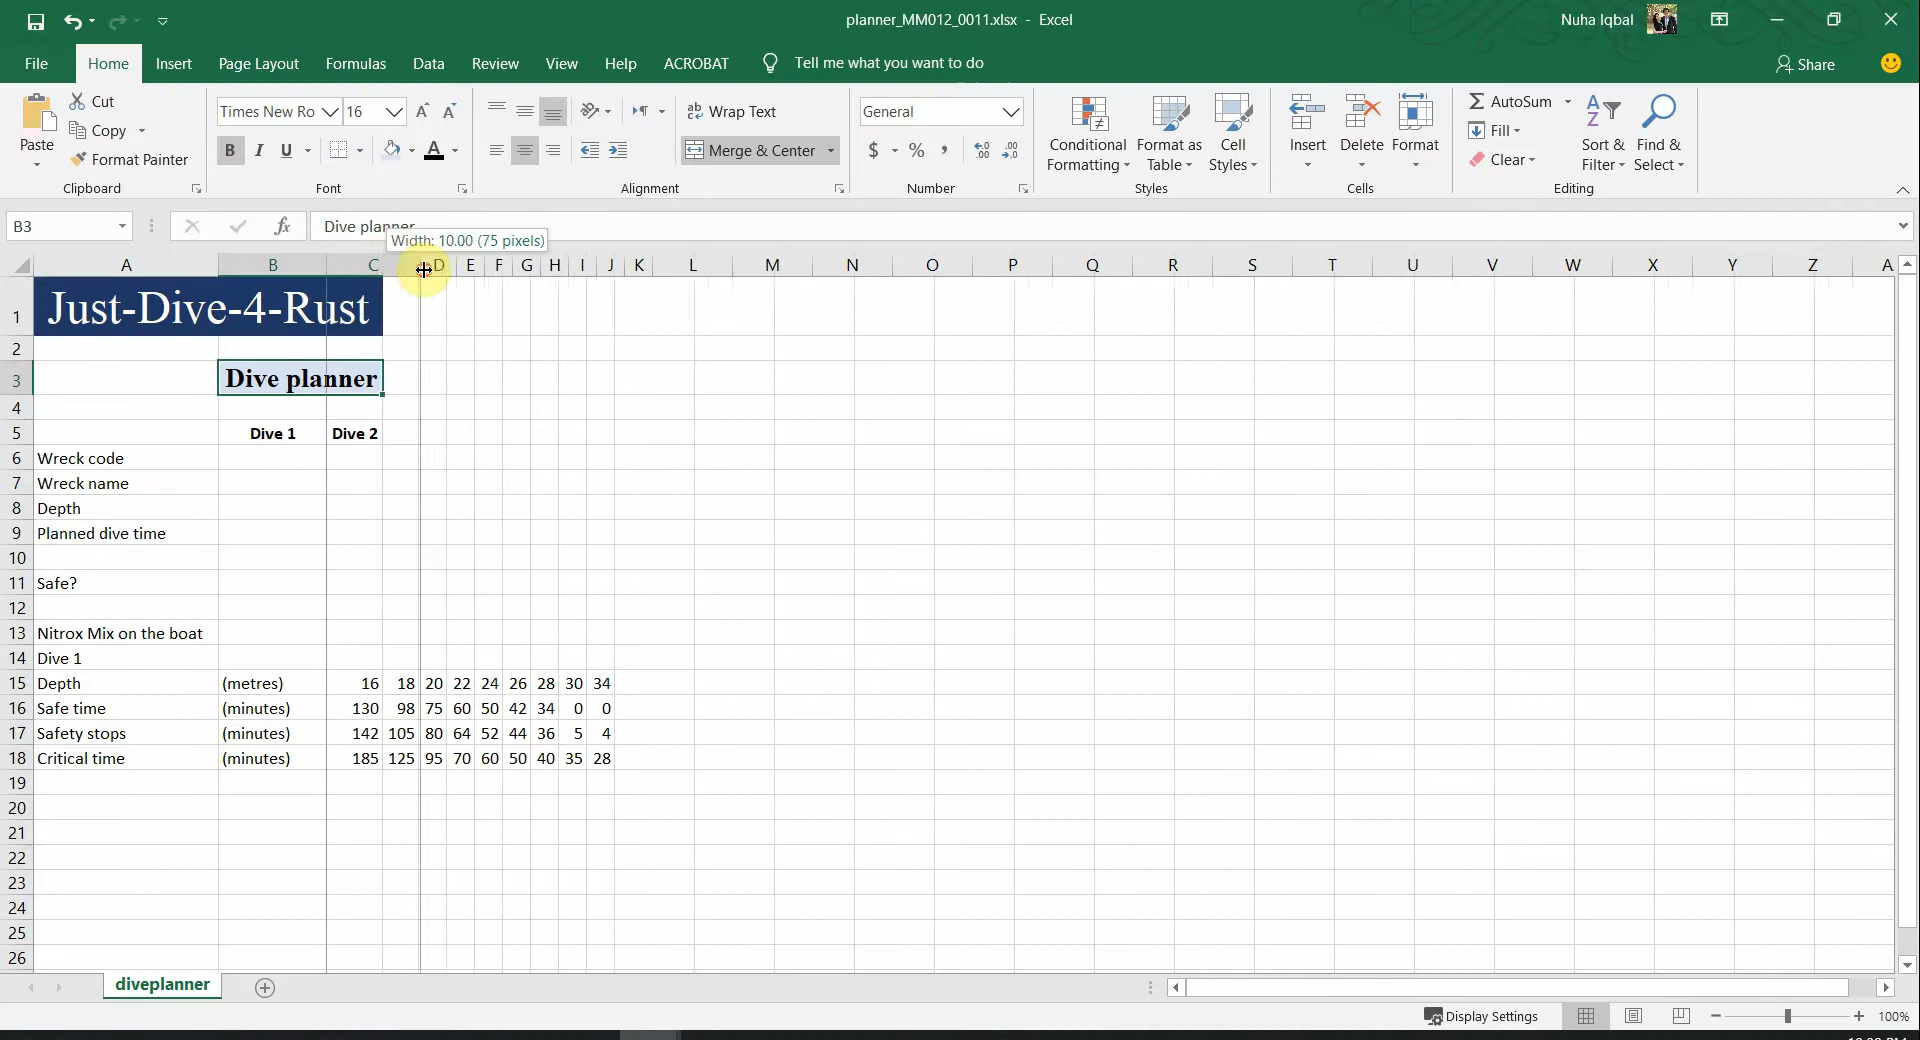 planner_MM012_0011.xlsx - Excel
Nuha Iqbal
File Home Insert Page Layout Formulas Data Review View Help ACROBAT Tell me what you want to do Share
Paste Cut Copy Format Painter Clipboard
Times New Ro 16 B I U A Font
Wrap Text Merge & Center Alignment
General $ % , Number
Conditional Formatting Format as Table Cell Styles Styles
Insert Delete Format Cells
AutoSum Fill Clear Sort & Filter Find & Select Editing
B3 fx Dive planner
Width: 10.00 (75 pixels)
A B C D E F G H I J K L M N O P Q R S T U V W X Y Z A
1 Just-Dive-4-Rust
2
3 Dive planner
4
5 Dive 1 Dive 2
6 Wreck code
7 Wreck name
8 Depth
9 Planned dive time
10
11 Safe?
12
13 Nitrox Mix on the boat
14 Dive 1
15 Depth (metres) 16 18 20 22 24 26 28 30 34
16 Safe time (minutes) 130 98 75 60 50 42 34 0 0
17 Safety stops (minutes) 142 105 80 64 52 44 36 5 4
18 Critical time (minutes) 185 125 95 70 60 50 40 35 28
19
20
21
22
23
24
25
26
diveplanner
Display Settings 100%